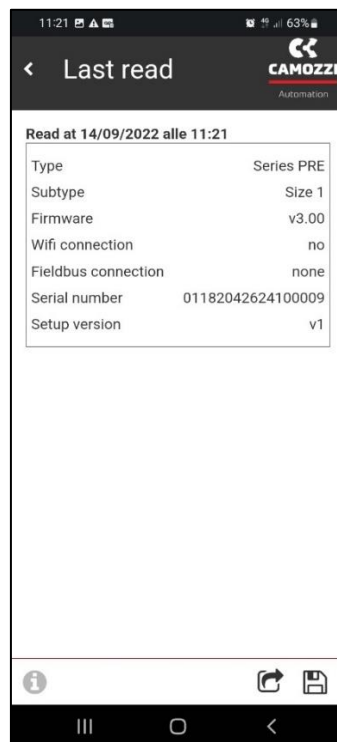 11:21 63%
Last read
CAMOZZI
Automation
Read at 14/09/2022 alle 11:21
Type Series PRE
Subtype Size 1
Firmware v3.00
Wifi connection no
Fieldbus connection none
Serial number 01182042624100009
Setup version v1